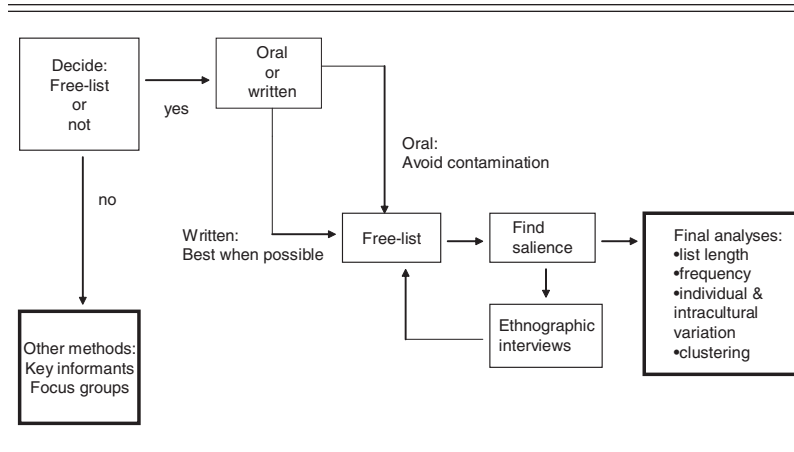 Decide:
Free-list
or
not
yes
Oral
or
written
Oral:
Avoid contamination
no
Written:
Best when possible
Free-list
Find
salience
Final analyses:
•list length
•frequency
•individual &
intracultural
variation
•clustering
Ethnographic
interviews
Other methods:
Key informants
Focus groups